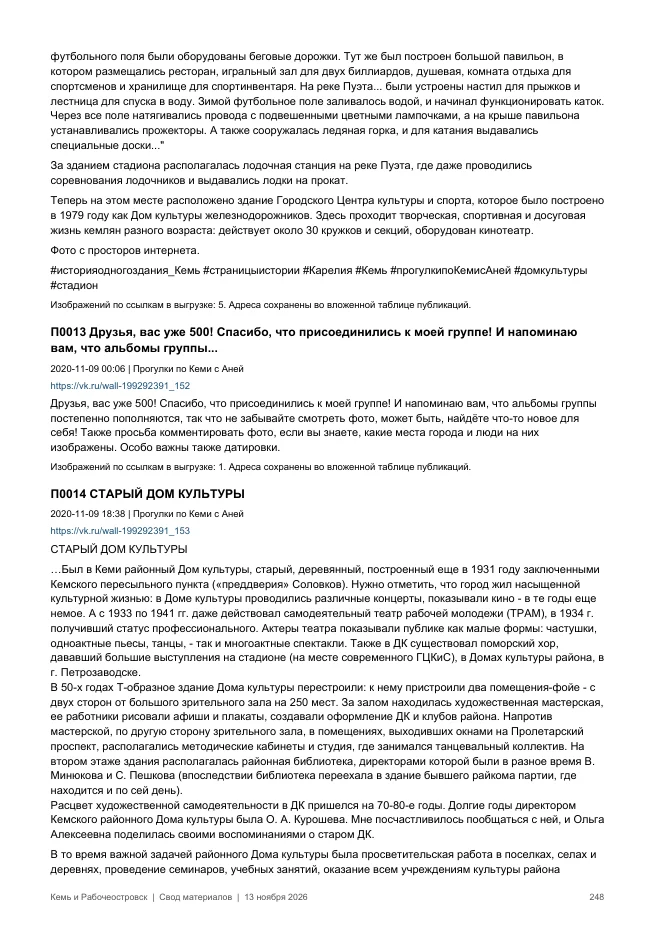 футбольного поля были оборудованы беговые дорожки. Тут же был построен большой павильон, в
котором размещались ресторан, игральный зал для двух биллиардов, душевая, комната отдыха для
спортсменов и хранилище для спортинвентаря. На реке Пуэта... были устроены настил для прыжков и
лестница для спуска в воду. Зимой футбольное поле заливалось водой, и начинал функционировать каток.
Через все поле натягивались провода с подвешенными цветными лампочками, а на крыше павильона
устанавливались прожекторы. А также сооружалась ледяная горка, и для катания выдавались
специальные доски..."
За зданием стадиона располагалась лодочная станция на реке Пуэта, где даже проводились
соревнования лодочников и выдавались лодки на прокат.
Теперь на этом месте расположено здание Городского Центра культуры и спорта, которое было построено
в 1979 году как Дом культуры железнодорожников. Здесь проходит творческая, спортивная и досуговая
жизнь кемлян разного возраста: действует около 30 кружков и секций, оборудован кинотеатр.
Фото с просторов интернета.
#историяодногоздания_Кемь #страницыистории #Карелия #Кемь #прогулкипоКемисАней #домкультуры
#стадион
Изображений по ссылкам в выгрузке: 5. Адреса сохранены во вложенной таблице публикаций.
П0013 Друзья, вас уже 500! Спасибо, что присоединились к моей группе! И напоминаю
вам, что альбомы группы...
2020-11-09 00:06 | Прогулки по Кеми с Аней
https://vk.ru/wall-199292391_152
Друзья, вас уже 500! Спасибо, что присоединились к моей группе! И напоминаю вам, что альбомы группы
постепенно пополняются, так что не забывайте смотреть фото, может быть, найдёте что-то новое для
себя! Также просьба комментировать фото, если вы знаете, какие места города и люди на них
изображены. Особо важны также датировки.
Изображений по ссылкам в выгрузке: 1. Адреса сохранены во вложенной таблице публикаций.
П0014 СТАРЫЙ ДОМ КУЛЬТУРЫ
2020-11-09 18:38 | Прогулки по Кеми с Аней
https://vk.ru/wall-199292391_153
СТАРЫЙ ДОМ КУЛЬТУРЫ
…Был в Кеми районный Дом культуры, старый, деревянный, построенный еще в 1931 году заключенными
Кемского пересыльного пункта («преддверия» Соловков). Нужно отметить, что город жил насыщенной
культурной жизнью: в Доме культуры проводились различные концерты, показывали кино - в те годы еще
немое. А с 1933 по 1941 гг. даже действовал самодеятельный театр рабочей молодежи (ТРАМ), в 1934 г.
получивший статус профессионального. Актеры театра показывали публике как малые формы: частушки,
одноактные пьесы, танцы, - так и многоактные спектакли. Также в ДК существовал поморский хор,
дававший большие выступления на стадионе (на месте современного ГЦКиС), в Домах культуры района, в
г. Петрозаводске.
В 50-х годах Т-образное здание Дома культуры перестроили: к нему пристроили два помещения-фойе - с
двух сторон от большого зрительного зала на 250 мест. За залом находилась художественная мастерская,
ее работники рисовали афиши и плакаты, создавали оформление ДК и клубов района. Напротив
мастерской, по другую сторону зрительного зала, в помещениях, выходивших окнами на Пролетарский
проспект, располагались методические кабинеты и студия, где занимался танцевальный коллектив. На
втором этаже здания располагалась районная библиотека, директорами которой были в разное время В.
Минюкова и С. Пешкова (впоследствии библиотека переехала в здание бывшего райкома партии, где
находится и по сей день).
Расцвет художественной самодеятельности в ДК пришелся на 70-80-е годы. Долгие годы директором
Кемского районного Дома культуры была О. А. Курошева. Мне посчастливилось пообщаться с ней, и Ольга
Алексеевна поделилась своими воспоминаниями о старом ДК.
В то время важной задачей районного Дома культуры была просветительская работа в поселках, селах и
деревнях, проведение семинаров, учебных занятий, оказание всем учреждениям культуры района
Кемь и Рабочеостровск | Свод материалов | 13 ноября 2026
248